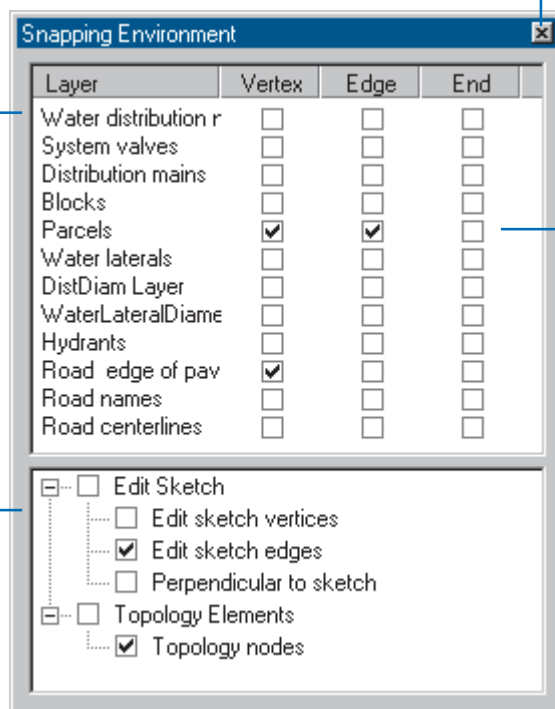 Snapping Environment
Layer Vertex Edge End
Water distribution r
System valves
Distribution mains
Blocks
Parcels
Water laterals
DistDiam Layer
WaterLateralDiame
Hydrants
Road edge of pav
Road names
Road centerlines
Edit Sketch
Edit sketch vertices
Edit sketch edges
Perpendicular to sketch
Topology Elements
Topology nodes